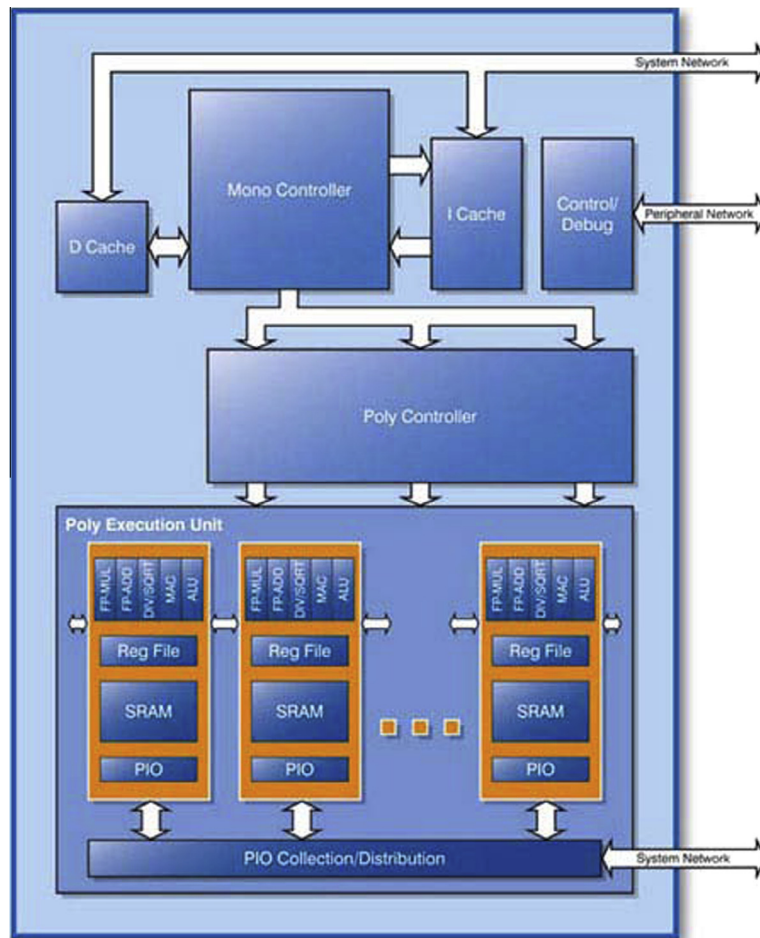 System Network
Mono Controller
I Cache
Control/
Debug
Peripheral Network
D Cache
Poly Controller
Poly Execution Unit
FP-MUL
FP-ADD
DIV/SQRT
MAC
ALU
FP-MUL
FP-ADD
DIV/SQRT
MAC
ALU
FP-MUL
FP-ADD
DIV/SQRT
MAC
ALU
Reg File
Reg File
Reg File
SRAM
SRAM
SRAM
PIO
PIO
PIO
PIO Collection/Distribution
System Network